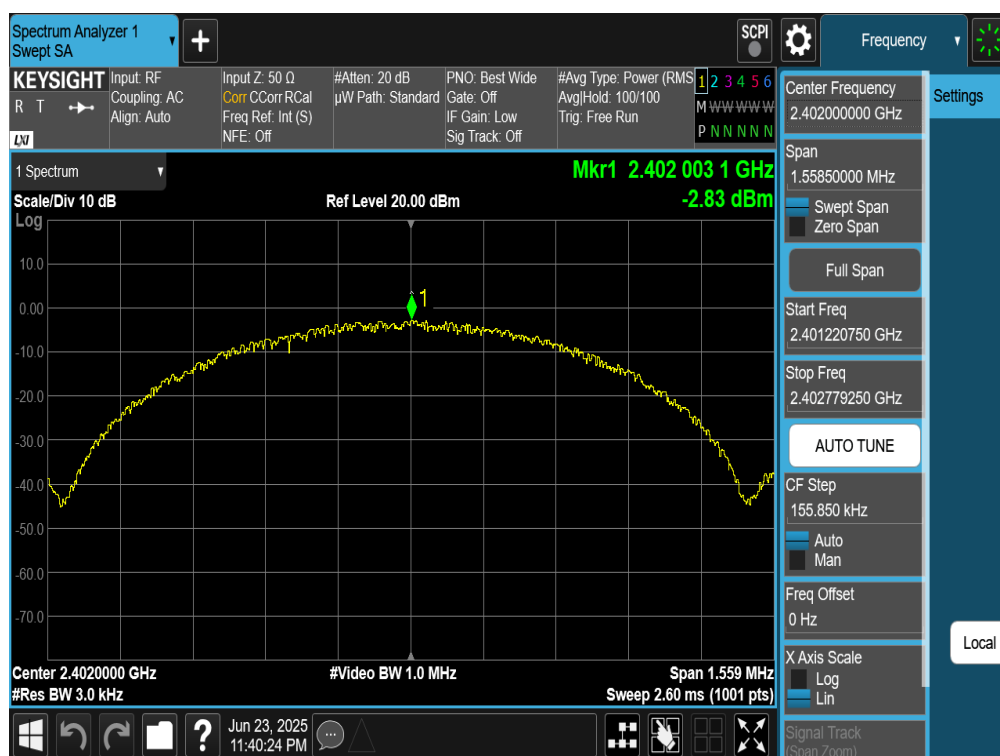 Spectrum Analyzer 1
Swept SA
+
SCPI
Frequency
KEYSIGHT
R T
LXI
Input: RF
Coupling: AC
Align: Auto
Input Z: 50 Ω
Corr CCorr RCal
Freq Ref: Int (S)
NFE: Off
#Atten: 20 dB
µW Path: Standard
PNO: Best Wide
Gate: Off
IF Gain: Low
Sig Track: Off
#Avg Type: Power (RMS
Avg|Hold: 100/100
Trig: Free Run
1 2 3 4 5 6
M W W W W W
P N N N N N
1 Spectrum
Mkr1 2.402 003 1 GHz
-2.83 dBm
Scale/Div 10 dB
Ref Level 20.00 dBm
Log
10.0
0.00
-10.0
-20.0
-30.0
-40.0
-50.0
-60.0
-70.0
1
Center 2.4020000 GHz
#Video BW 1.0 MHz
Span 1.559 MHz
#Res BW 3.0 kHz
Sweep 2.60 ms (1001 pts)
Center Frequency
2.402000000 GHz
Span
1.55850000 MHz
Swept Span
Zero Span
Full Span
Start Freq
2.401220750 GHz
Stop Freq
2.402779250 GHz
AUTO TUNE
CF Step
155.850 kHz
Auto
Man
Freq Offset
0 Hz
X Axis Scale
Log
Lin
Signal Track
(Span Zoom)
Settings
Local
?
Jun 23, 2025
11:40:24 PM